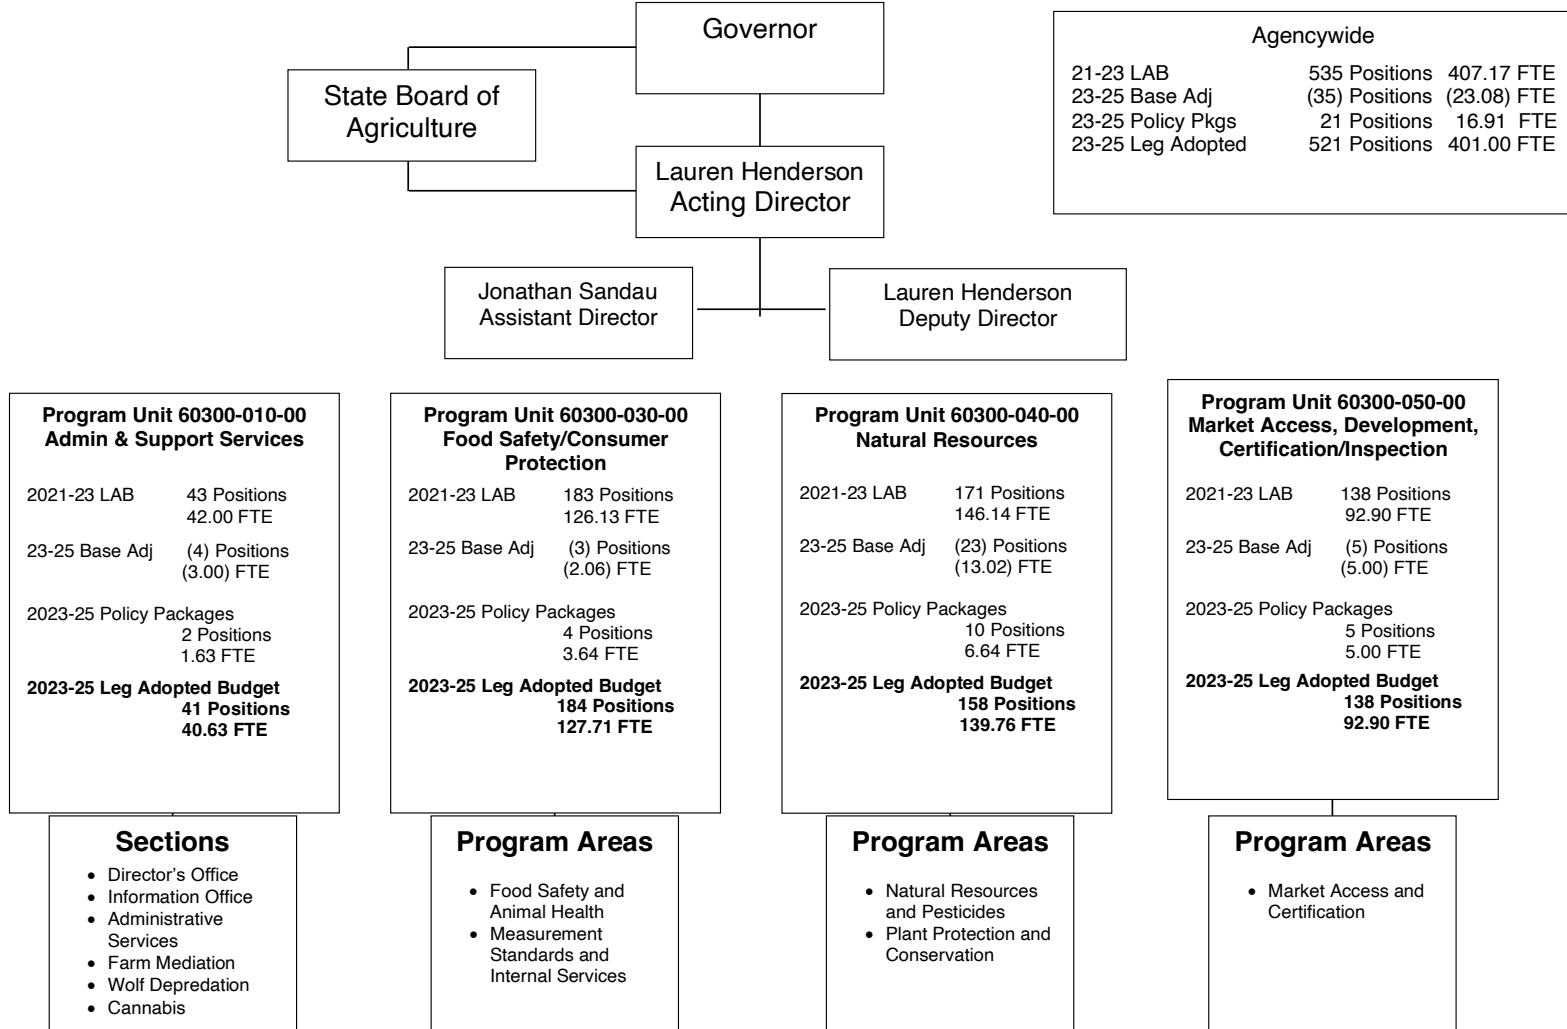 Governor
State Board of
Agriculture
Lauren Henderson
Acting Director
Agencywide
21-23 LAB 535 Positions 407.17 FTE
23-25 Base Adj (35) Positions (23.08) FTE
23-25 Policy Pkgs 21 Positions 16.91 FTE
23-25 Leg Adopted 521 Positions 401.00 FTE
Jonathan Sandau
Assistant Director
Lauren Henderson
Deputy Director
Program Unit 60300-010-00
Admin & Support Services
2021-23 LAB 43 Positions
42.00 FTE
23-25 Base Adj (4) Positions
(3.00) FTE
2023-25 Policy Packages
2 Positions
1.63 FTE
2023-25 Leg Adopted Budget
41 Positions
40.63 FTE
Program Unit 60300-030-00
Food Safety/Consumer
Protection
2021-23 LAB 183 Positions
126.13 FTE
23-25 Base Adj (3) Positions
(2.06) FTE
2023-25 Policy Packages
4 Positions
3.64 FTE
2023-25 Leg Adopted Budget
184 Positions
127.71 FTE
Program Unit 60300-040-00
Natural Resources
2021-23 LAB 171 Positions
146.14 FTE
23-25 Base Adj (23) Positions
(13.02) FTE
2023-25 Policy Packages
10 Positions
6.64 FTE
2023-25 Leg Adopted Budget
158 Positions
139.76 FTE
Program Unit 60300-050-00
Market Access, Development,
Certification/Inspection
2021-23 LAB 138 Positions
92.90 FTE
23-25 Base Adj (5) Positions
(5.00) FTE
2023-25 Policy Packages
5 Positions
5.00 FTE
2023-25 Leg Adopted Budget
138 Positions
92.90 FTE
Sections
• Director's Office
• Information Office
• Administrative
Services
• Farm Mediation
• Wolf Depredation
• Cannabis
Program Areas
• Food Safety and
Animal Health
• Measurement
Standards and
Internal Services
Program Areas
• Natural Resources
and Pesticides
• Plant Protection and
Conservation
Program Areas
• Market Access and
Certification